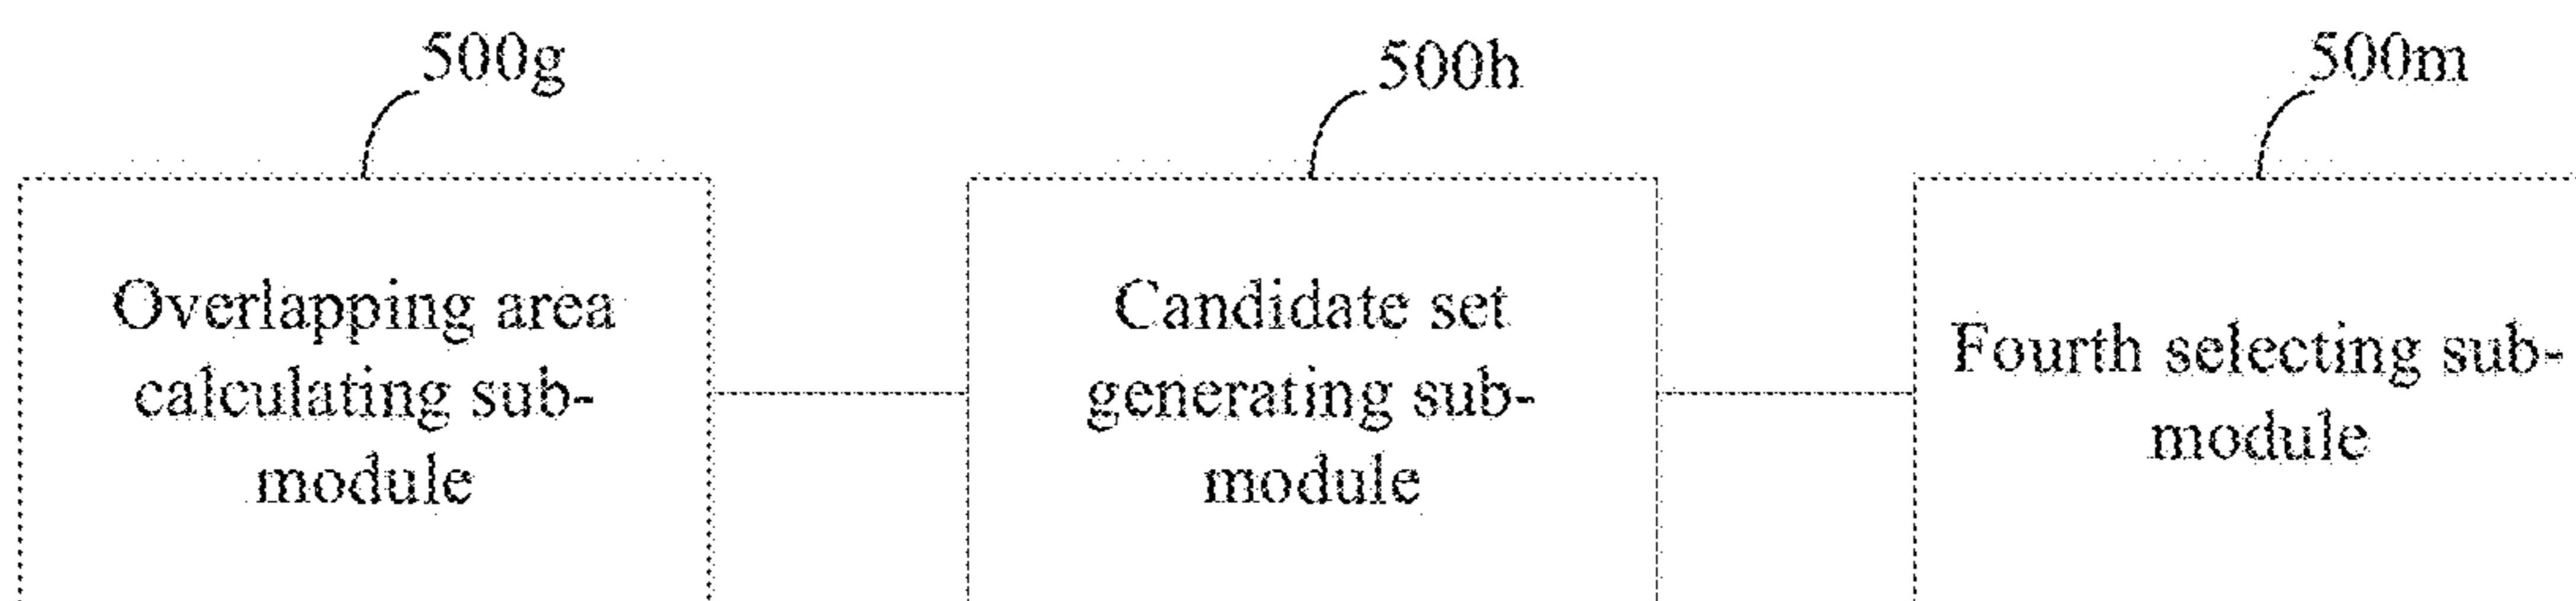 500g
500h
500m
Overlapping area
calculating sub-
module
Candidate set
generating sub-
module
Fourth selecting sub-
module